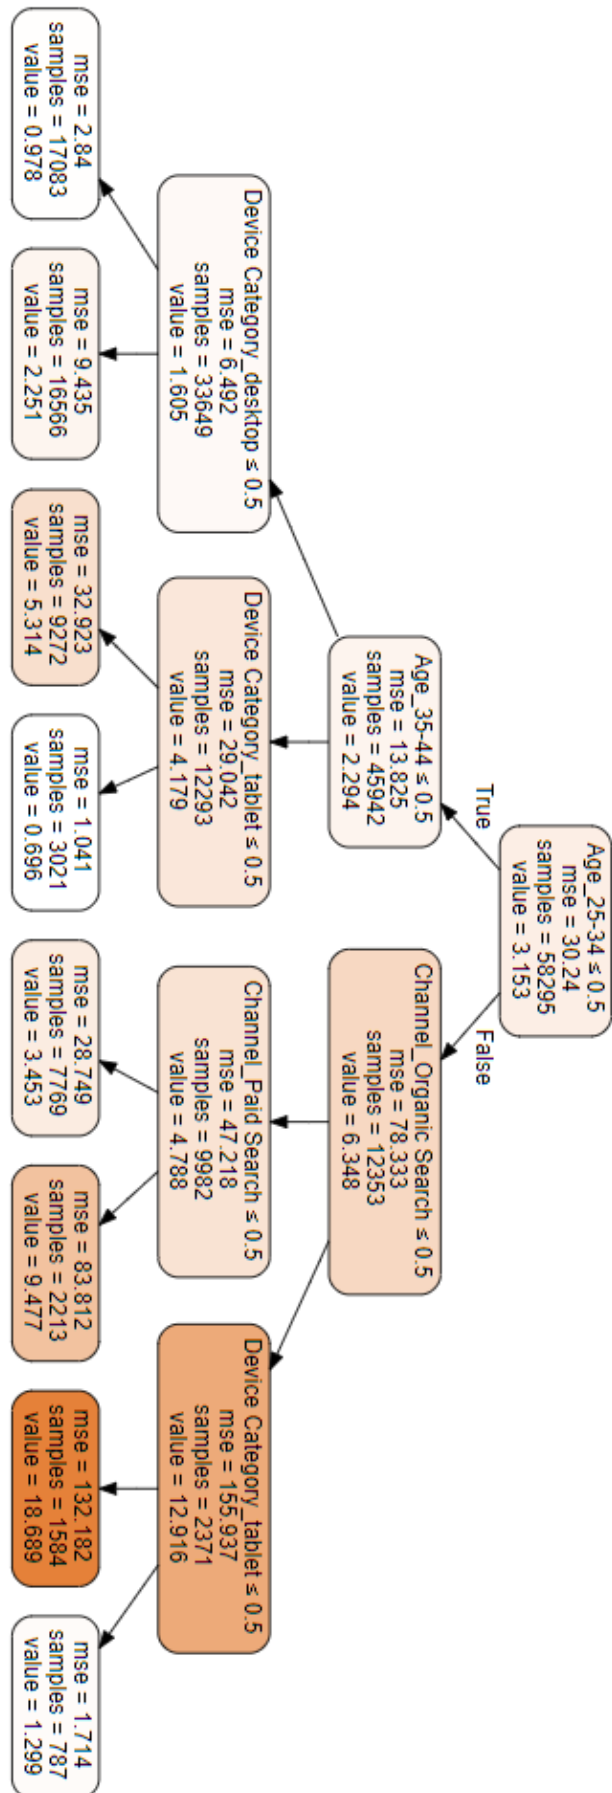 Age_25-34 ≤ 0.5
mse = 30.24
samples = 58295
value = 3.153
True
False
Age_35-44 ≤ 0.5
mse = 13.825
samples = 45942
value = 2.294
Channel_Organic Search ≤ 0.5
mse = 78.333
samples = 12353
value = 6.348
Device Category_desktop ≤ 0.5
mse = 6.492
samples = 33649
value = 1.605
Device Category_tablet ≤ 0.5
mse = 29.042
samples = 12293
value = 4.179
Channel_Paid Search ≤ 0.5
mse = 47.218
samples = 9982
value = 4.788
Device Category_tablet ≤ 0.5
mse = 155.937
samples = 2371
value = 12.916
mse = 2.84
samples = 17083
value = 0.978
mse = 9.435
samples = 16566
value = 2.251
mse = 32.923
samples = 9272
value = 5.314
mse = 1.041
samples = 3021
value = 0.696
mse = 28.749
samples = 7769
value = 3.453
mse = 83.812
samples = 2213
value = 9.477
mse = 132.182
samples = 1584
value = 18.689
mse = 1.714
samples = 787
value = 1.299